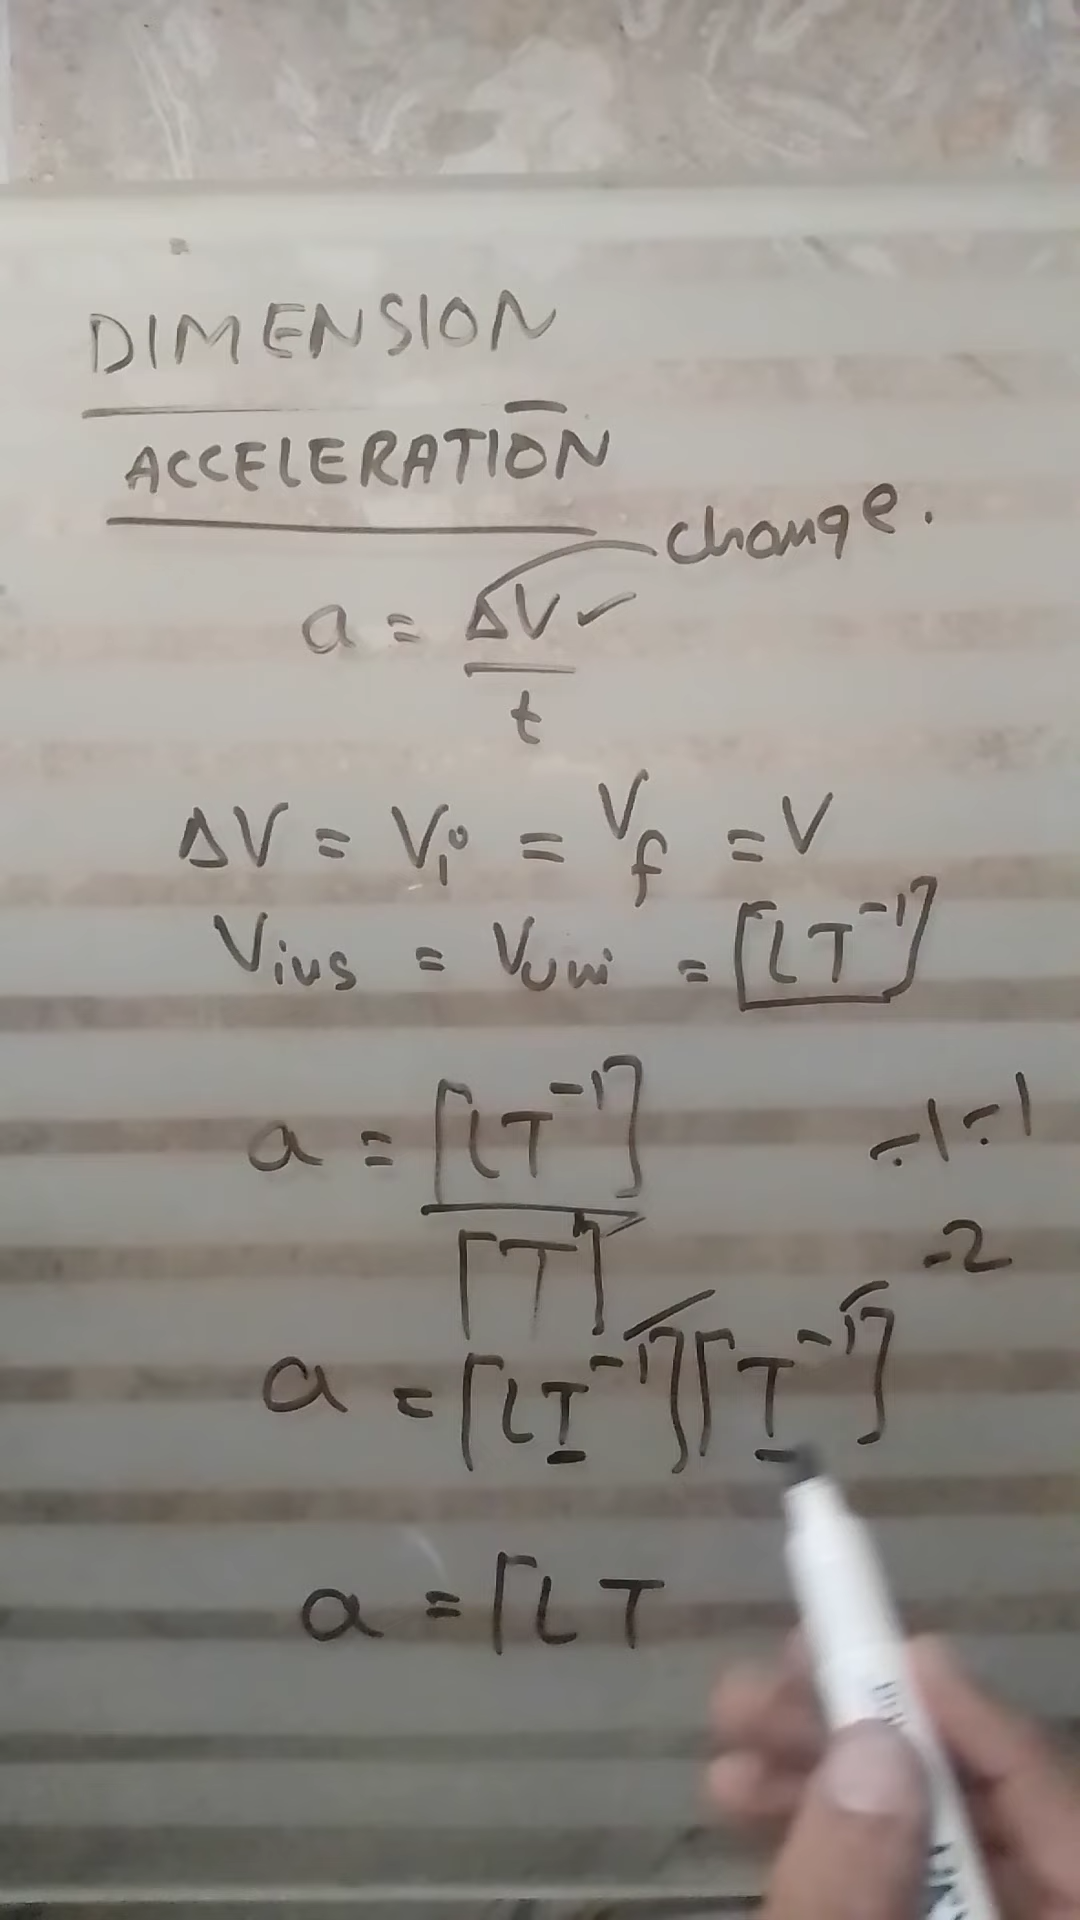 DIMENSION
ACCELERATION
change.
a = ΔV ✓
t
ΔV = Vi = Vf = V
Vins = Vuni = [LT⁻¹]
a = [LT⁻¹]
[T]
-1-1
-2
a = [LT⁻¹][T⁻¹]
a = [LT